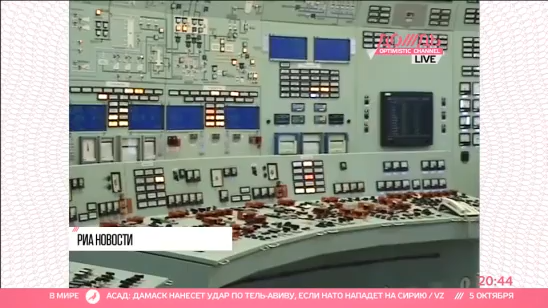 ДОЖДЬ
OPTIMISTIC CHANNEL
LIVE
РИА НОВОСТИ
20:44
В МИРЕ
АСАД: ДАМАСК НАНЕСЕТ УДАР ПО ТЕЛЬ-АВИВУ, ЕСЛИ НАТО НАПАДЕТ НА СИРИЮ / VZ /// 5 ОКТЯБРЯ